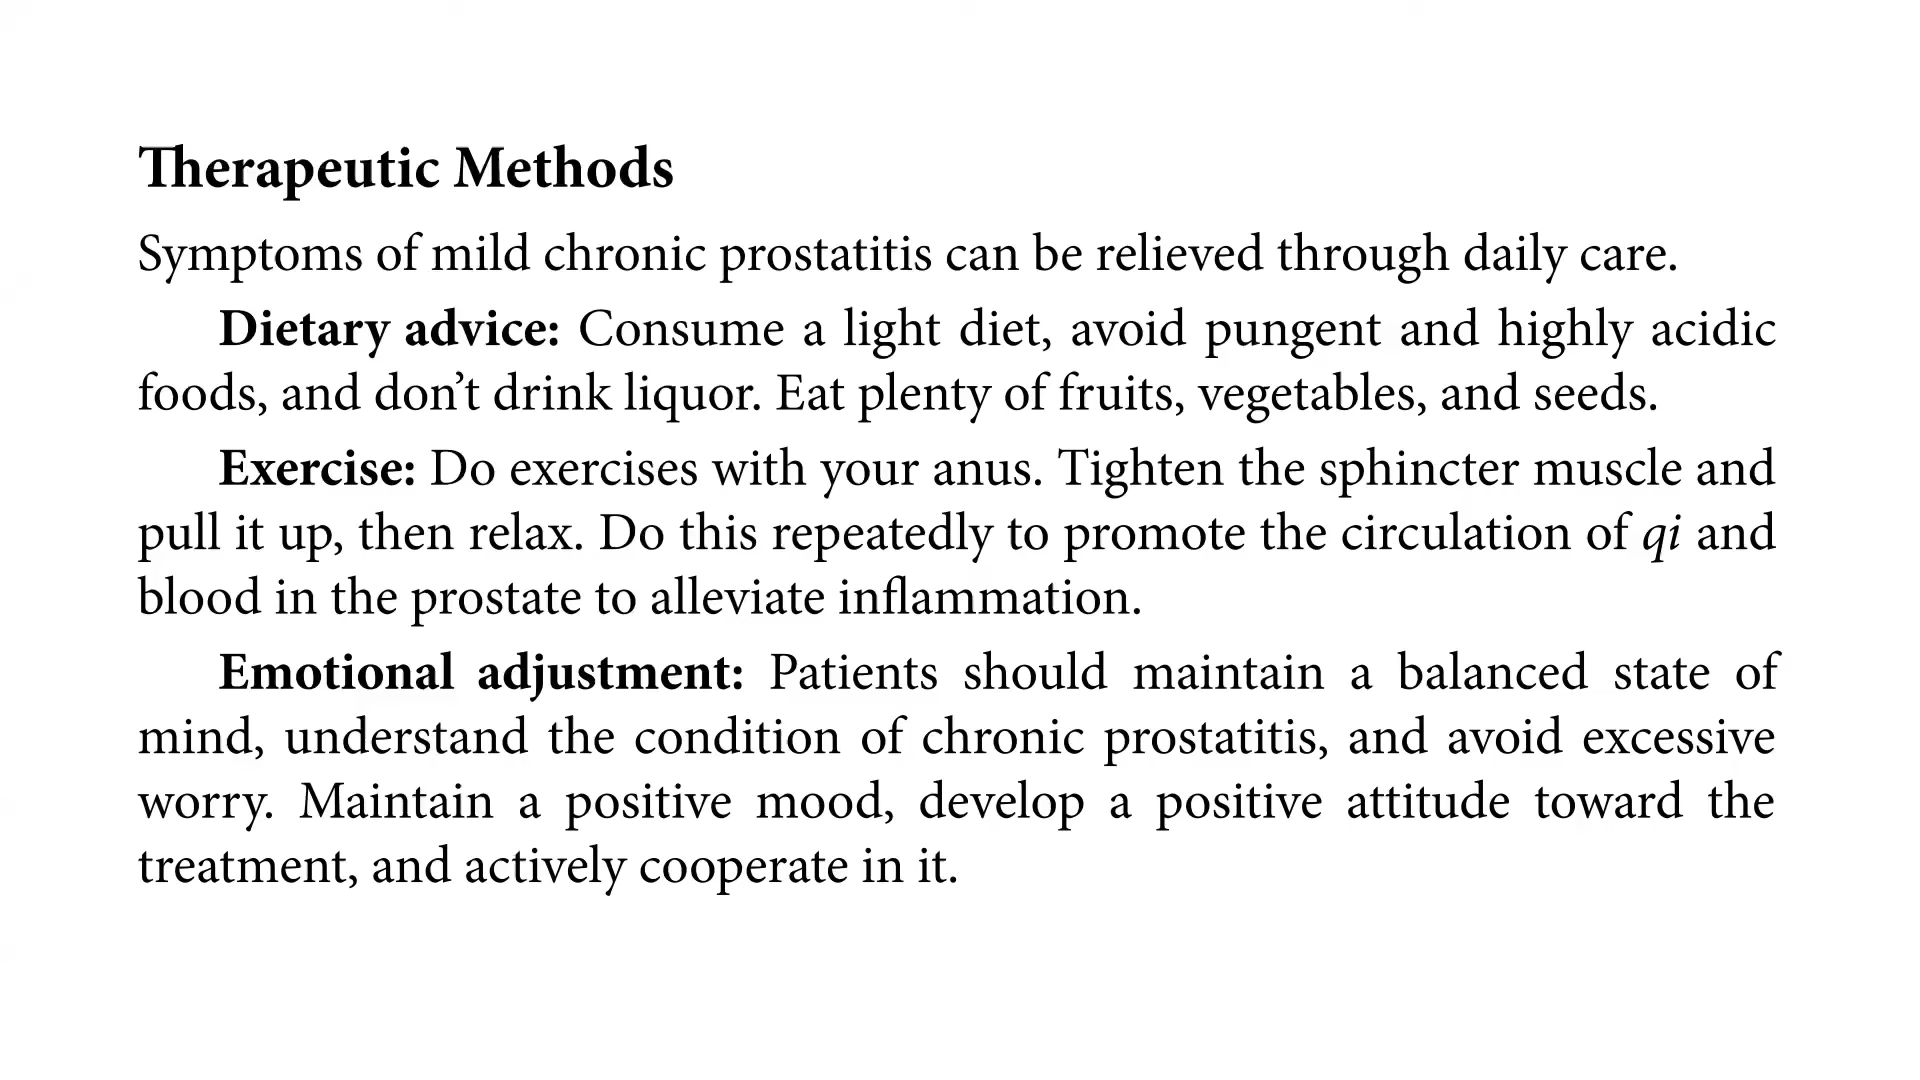 Therapeutic Methods
Symptoms of mild chronic prostatitis can be relieved through daily care.
Dietary advice: Consume a light diet, avoid pungent and highly acidic
foods, and don’t drink liquor. Eat plenty of fruits, vegetables, and seeds.
Exercise: Do exercises with your anus. Tighten the sphincter muscle and
pull it up, then relax. Do this repeatedly to promote the circulation of qi and
blood in the prostate to alleviate inflammation.
Emotional adjustment: Patients should maintain a balanced state of
mind, understand the condition of chronic prostatitis, and avoid excessive
worry. Maintain a positive mood, develop a positive attitude toward the
treatment, and actively cooperate in it.